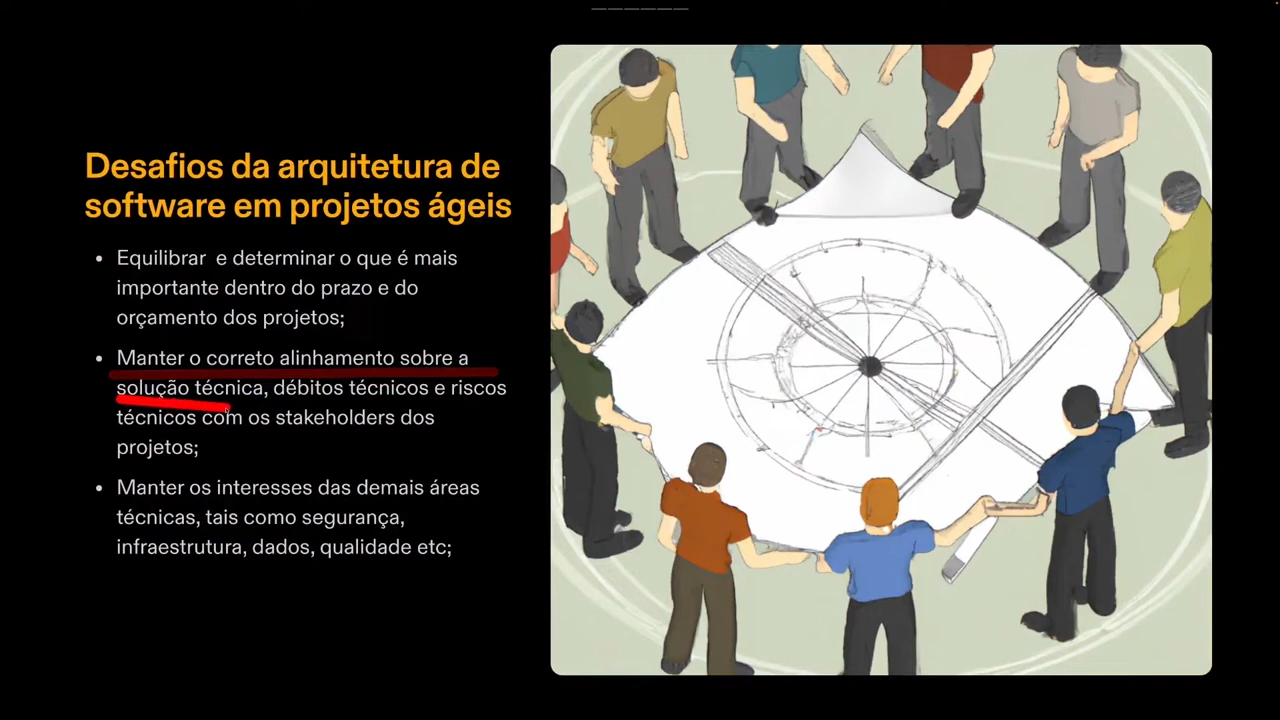 Desafios da arquitetura de
software em projetos ágeis
• Equilibrar e determinar o que é mais
importante dentro do prazo e do
orçamento dos projetos;
• Manter o correto alinhamento sobre a
solução técnica, débitos técnicos e riscos
técnicos com os stakeholders dos
projetos;
• Manter os interesses das demais áreas
técnicas, tais como segurança,
infraestrutura, dados, qualidade etc;